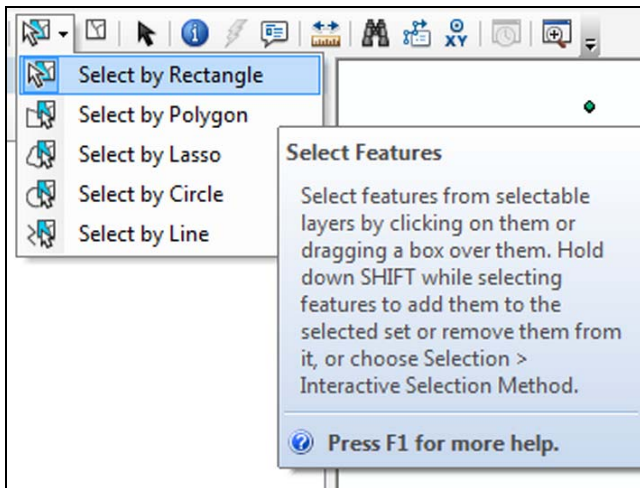 XY
Select by Rectangle
Select by Polygon
Select by Lasso
Select by Circle
Select by Line
Select Features
Select features from selectable
layers by clicking on them or
dragging a box over them. Hold
down SHIFT while selecting
features to add them to the
selected set or remove them from
it, or choose Selection >
Interactive Selection Method.
Press F1 for more help.